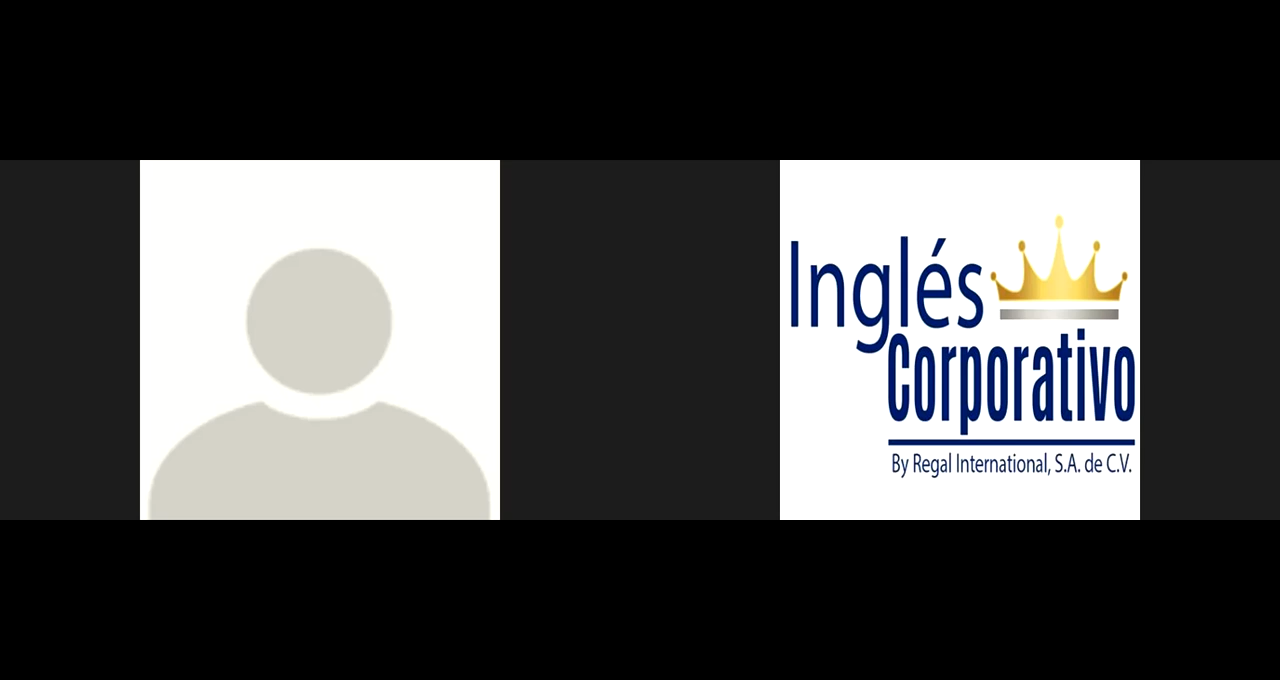 Inglés
Corporativo
By Regal International, S.A. de C.V.